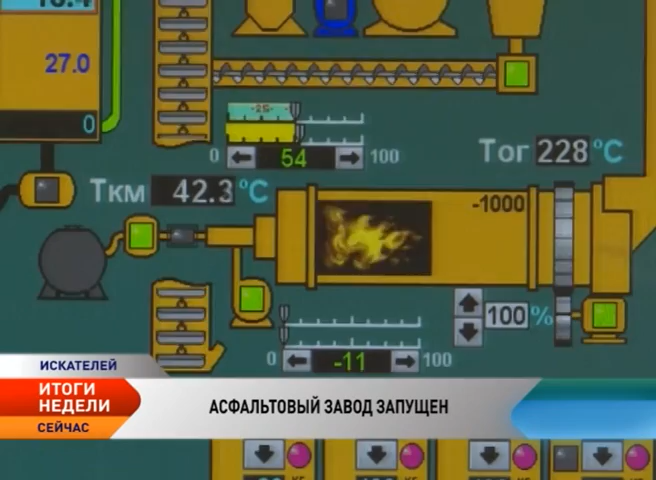 27.0
0
-25-
0 54 100
Тог 228 °C
Ткм 42.3 °C
-1000
100 %
0 -11 100
ИСКАТЕЛЕЙ
ИТОГИ
НЕДЕЛИ
СЕЙЧАС
АСФАЛЬТОВЫЙ ЗАВОД ЗАПУЩЕН